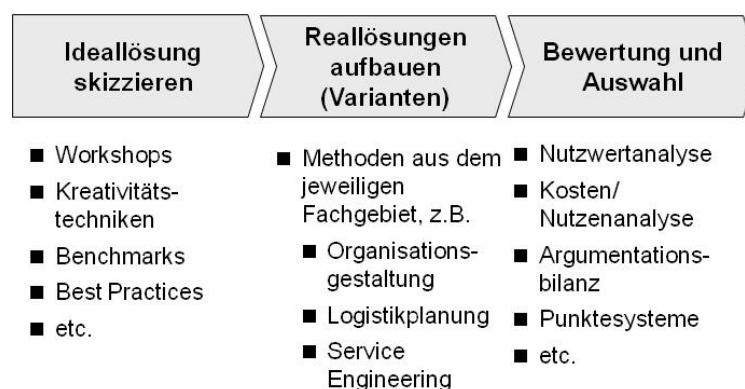 Ideallösung
skizzieren
Reallösungen
aufbauen
(Varianten)
Bewertung und
Auswahl
■ Workshops
■ Kreativitäts-
techniken
■ Benchmarks
■ Best Practices
■ etc.
■ Methoden aus dem
jeweiligen
Fachgebiet, z.B.
■ Organisations-
gestaltung
■ Logistikplanung
■ Service
Engineering
■ Nutzwertanalyse
■ Kosten/
Nutzenanalyse
■ Argumentations-
bilanz
■ Punktesysteme
■ etc.